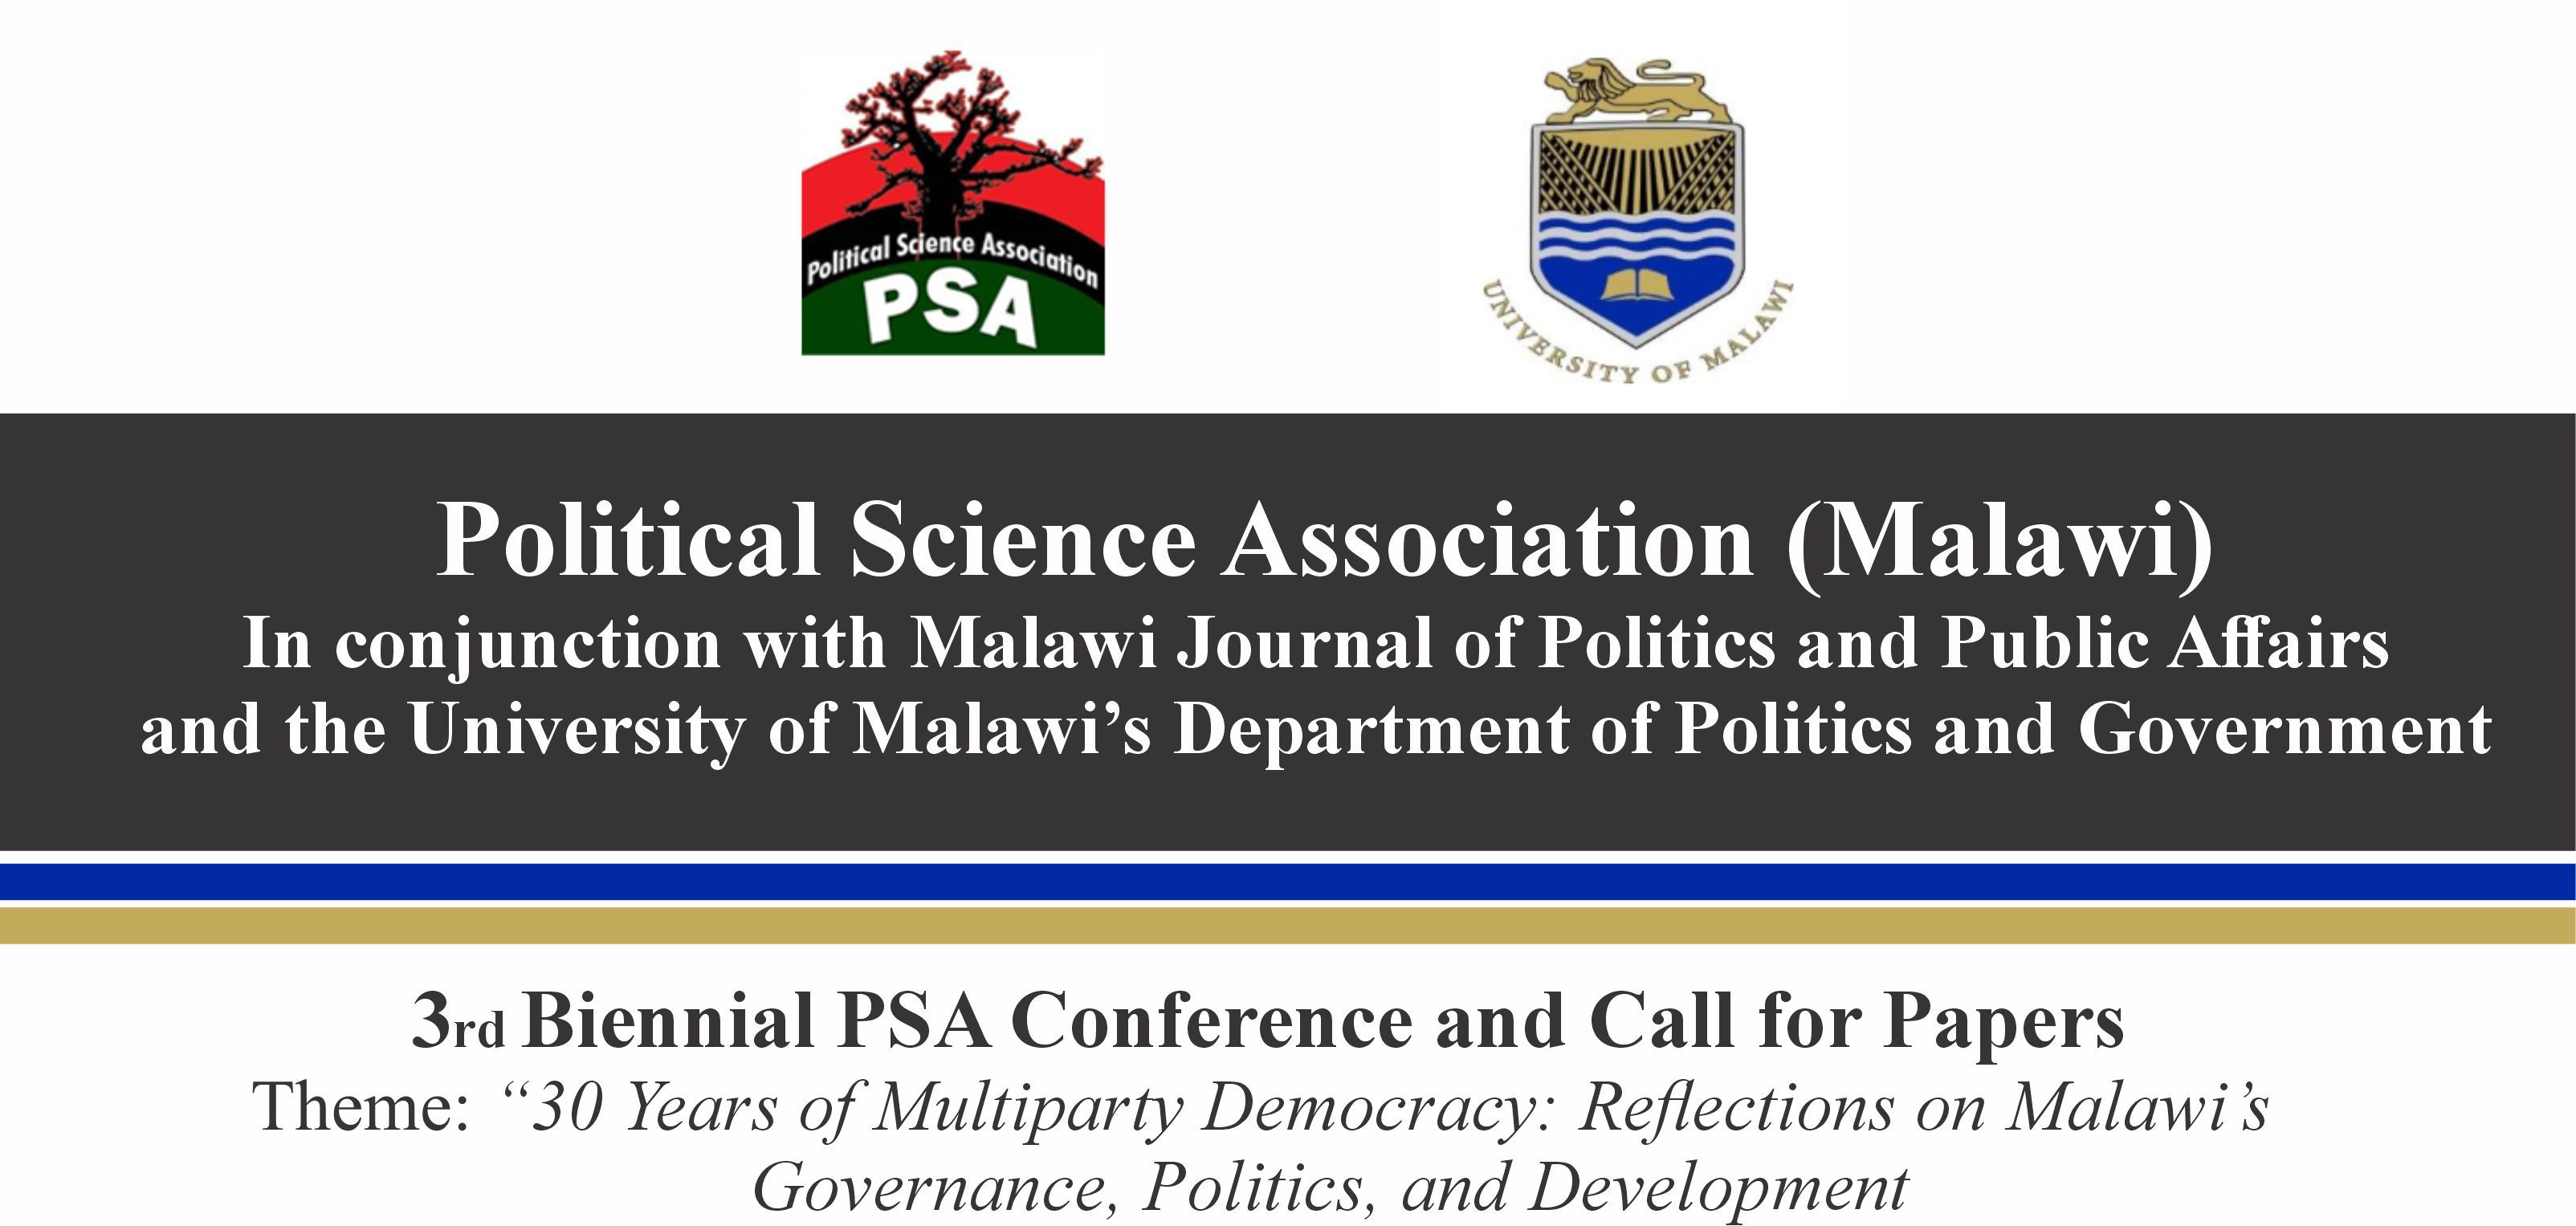 Political Science Association
PSA
UNIVERSITY OF MALAWI
Political Science Association (Malawi)
In conjunction with Malawi Journal of Politics and Public Affairs
and the University of Malawi’s Department of Politics and Government
3rd Biennial PSA Conference and Call for Papers
Theme: “30 Years of Multiparty Democracy: Reflections on Malawi’s
Governance, Politics, and Development